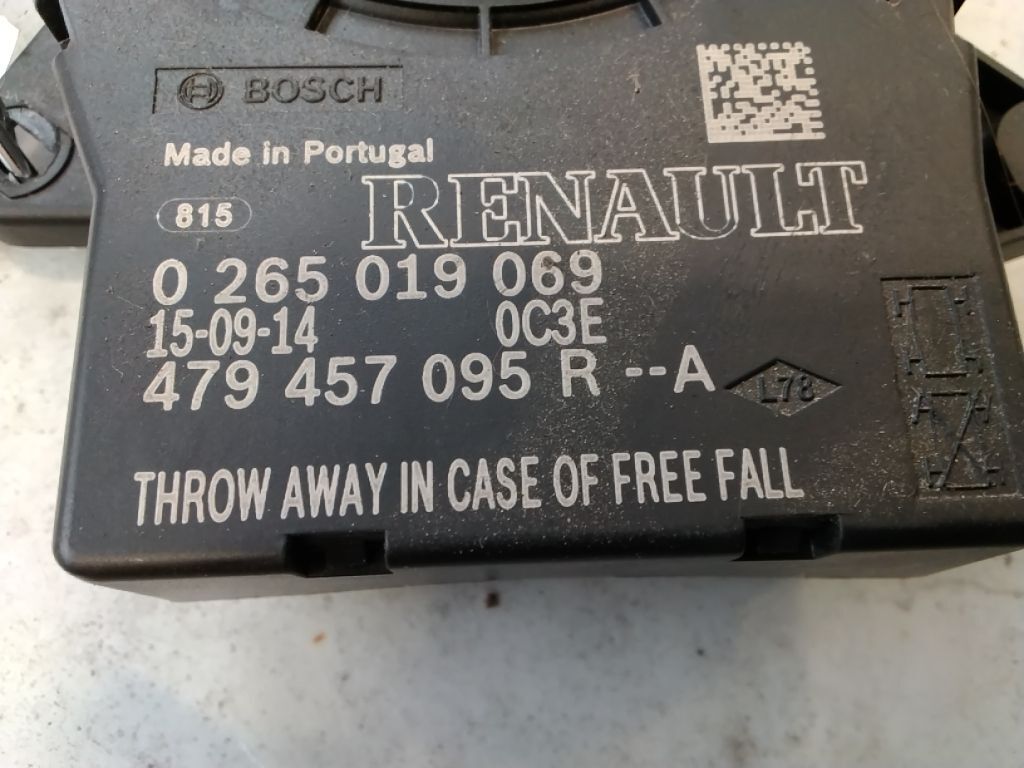 BOSCH
Made in Portugal
815 RENAULT
0 265 019 069
15-09-14 0C3E
479 457 095 R --A L78
THROW AWAY IN CASE OF FREE FALL